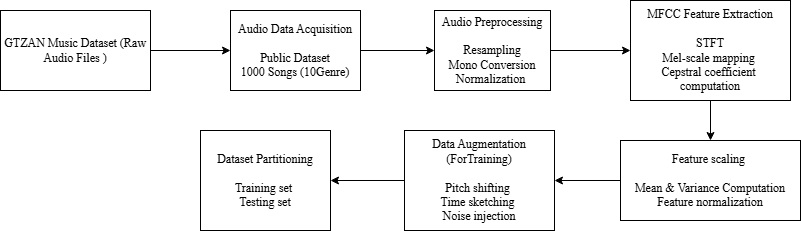 GTZAN Music Dataset (Raw
Audio Files )
Audio Data Acquisition
Public Dataset
1000 Songs (10Genre)
Audio Preprocessing
Resampling
Mono Conversion
Normalization
MFCC Feature Extraction
STFT
Mel-scale mapping
Cepstral coefficient
computation
Feature scaling
Mean & Variance Computation
Feature normalization
Data Augmentation
(ForTraining)
Pitch shifting
Time sketching
Noise injection
Dataset Partitioning
Training set
Testing set